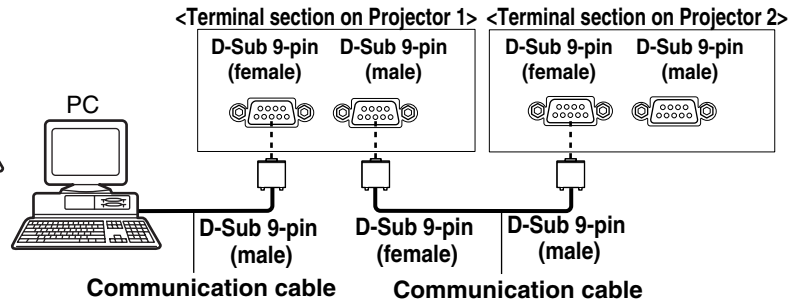 <Terminal section on Projector 1> <Terminal section on Projector 2>
D-Sub 9-pin D-Sub 9-pin D-Sub 9-pin D-Sub 9-pin
(female) (male) (female) (male)
PC
D-Sub 9-pin D-Sub 9-pin D-Sub 9-pin
(male) (female) (male)
Communication cable Communication cable